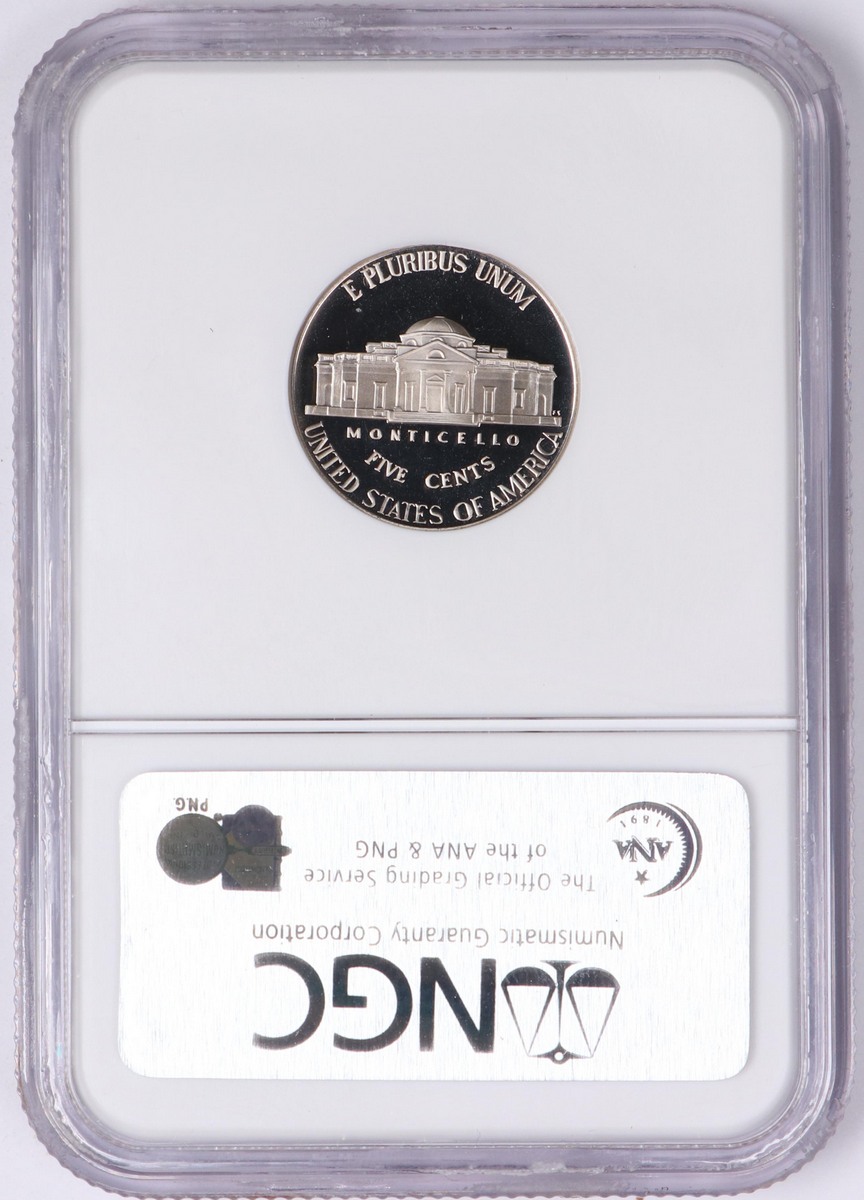 E PLURIBUS UNUM
FS
MONTICELLO
FIVE CENTS
UNITED STATES OF AMERICA
NGC
Numismatic Guaranty Corporation
The Official Grading Service
of the ANA & PNG
1891
ANA
P.N.G.